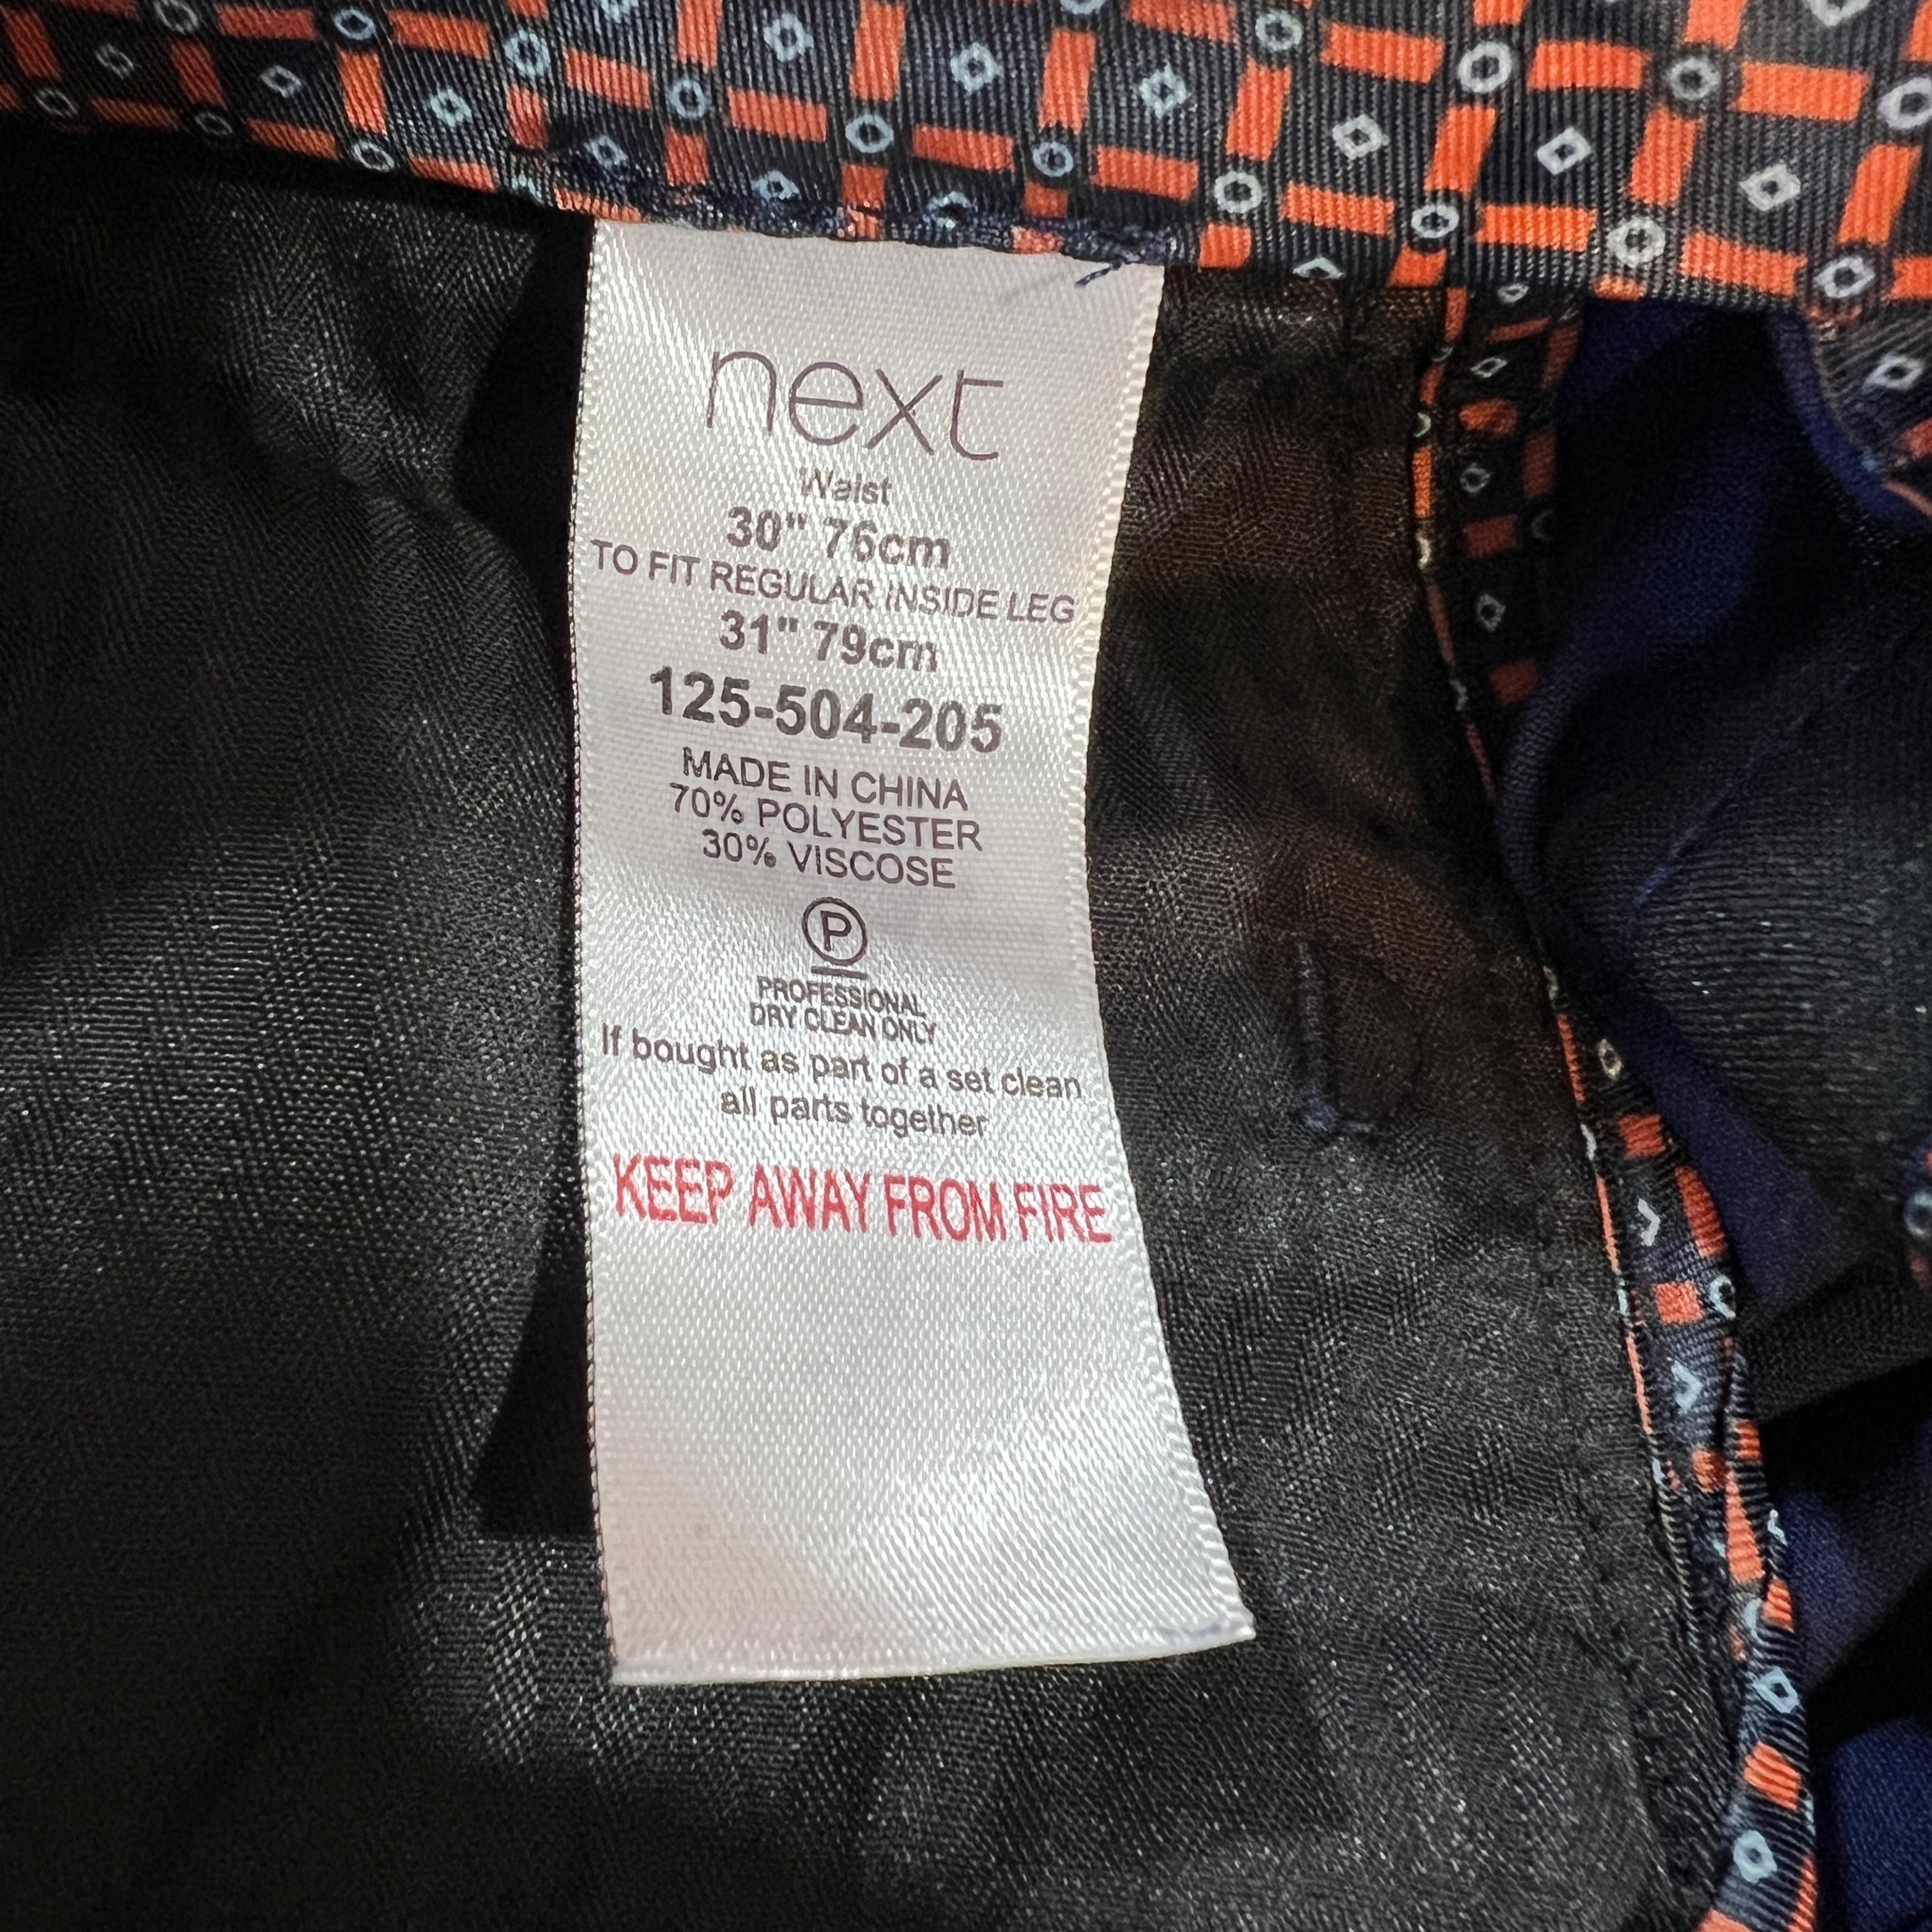 next
Waist
30" 76cm
TO FIT REGULAR INSIDE LEG
31" 79cm
125-504-205
MADE IN CHINA
70% POLYESTER
30% VISCOSE
P
PROFESSIONAL
DRY CLEAN ONLY
If bought as part of a set clean
all parts together
KEEP AWAY FROM FIRE